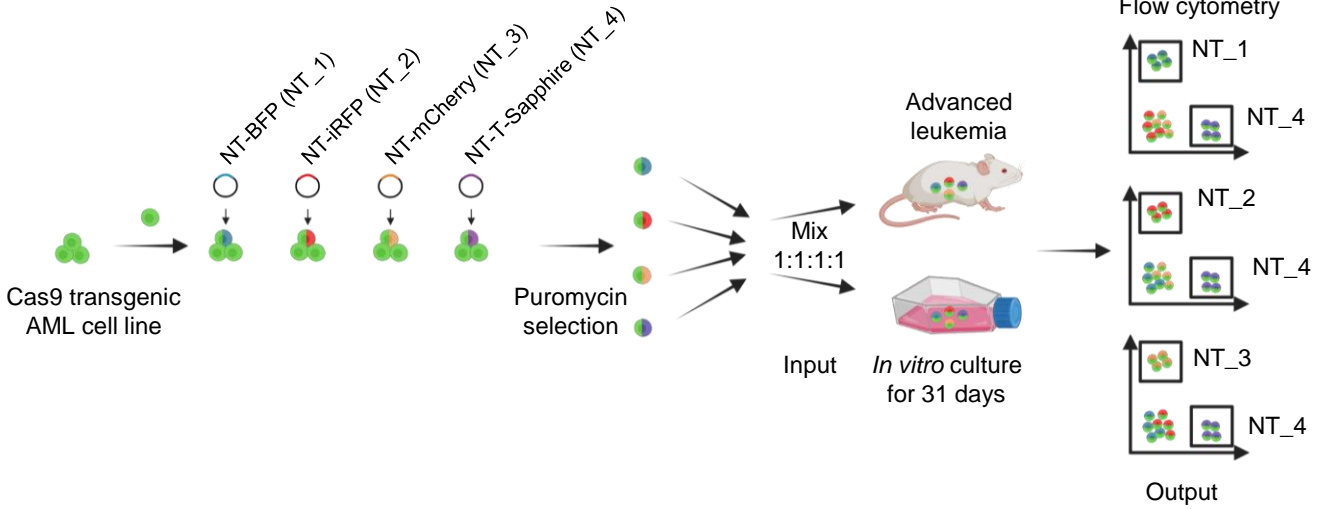 Flow cytometry
NT-BFP (NT_1)
NT-iRFP (NT_2)
NT-mCherry (NT_3)
NT-T-Sapphire (NT_4)
Cas9 transgenic
AML cell line
Puromycin
selection
Mix
1:1:1:1
Input
Advanced
leukemia
In vitro culture
for 31 days
NT_1
NT_4
NT_2
NT_4
NT_3
NT_4
Output